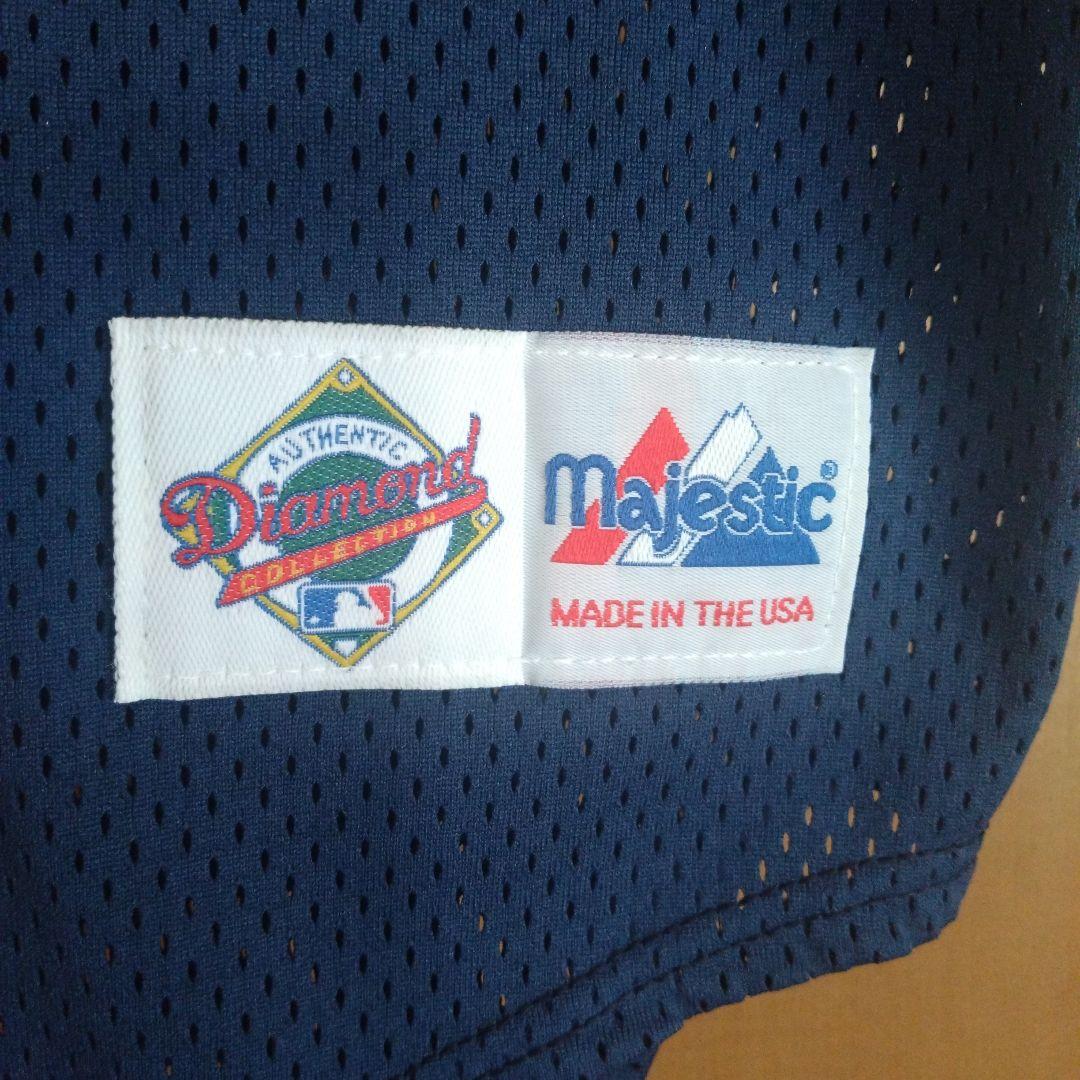 AUTHENTIC
Diamond
COLLECTION
majestic®
MADE IN THE USA